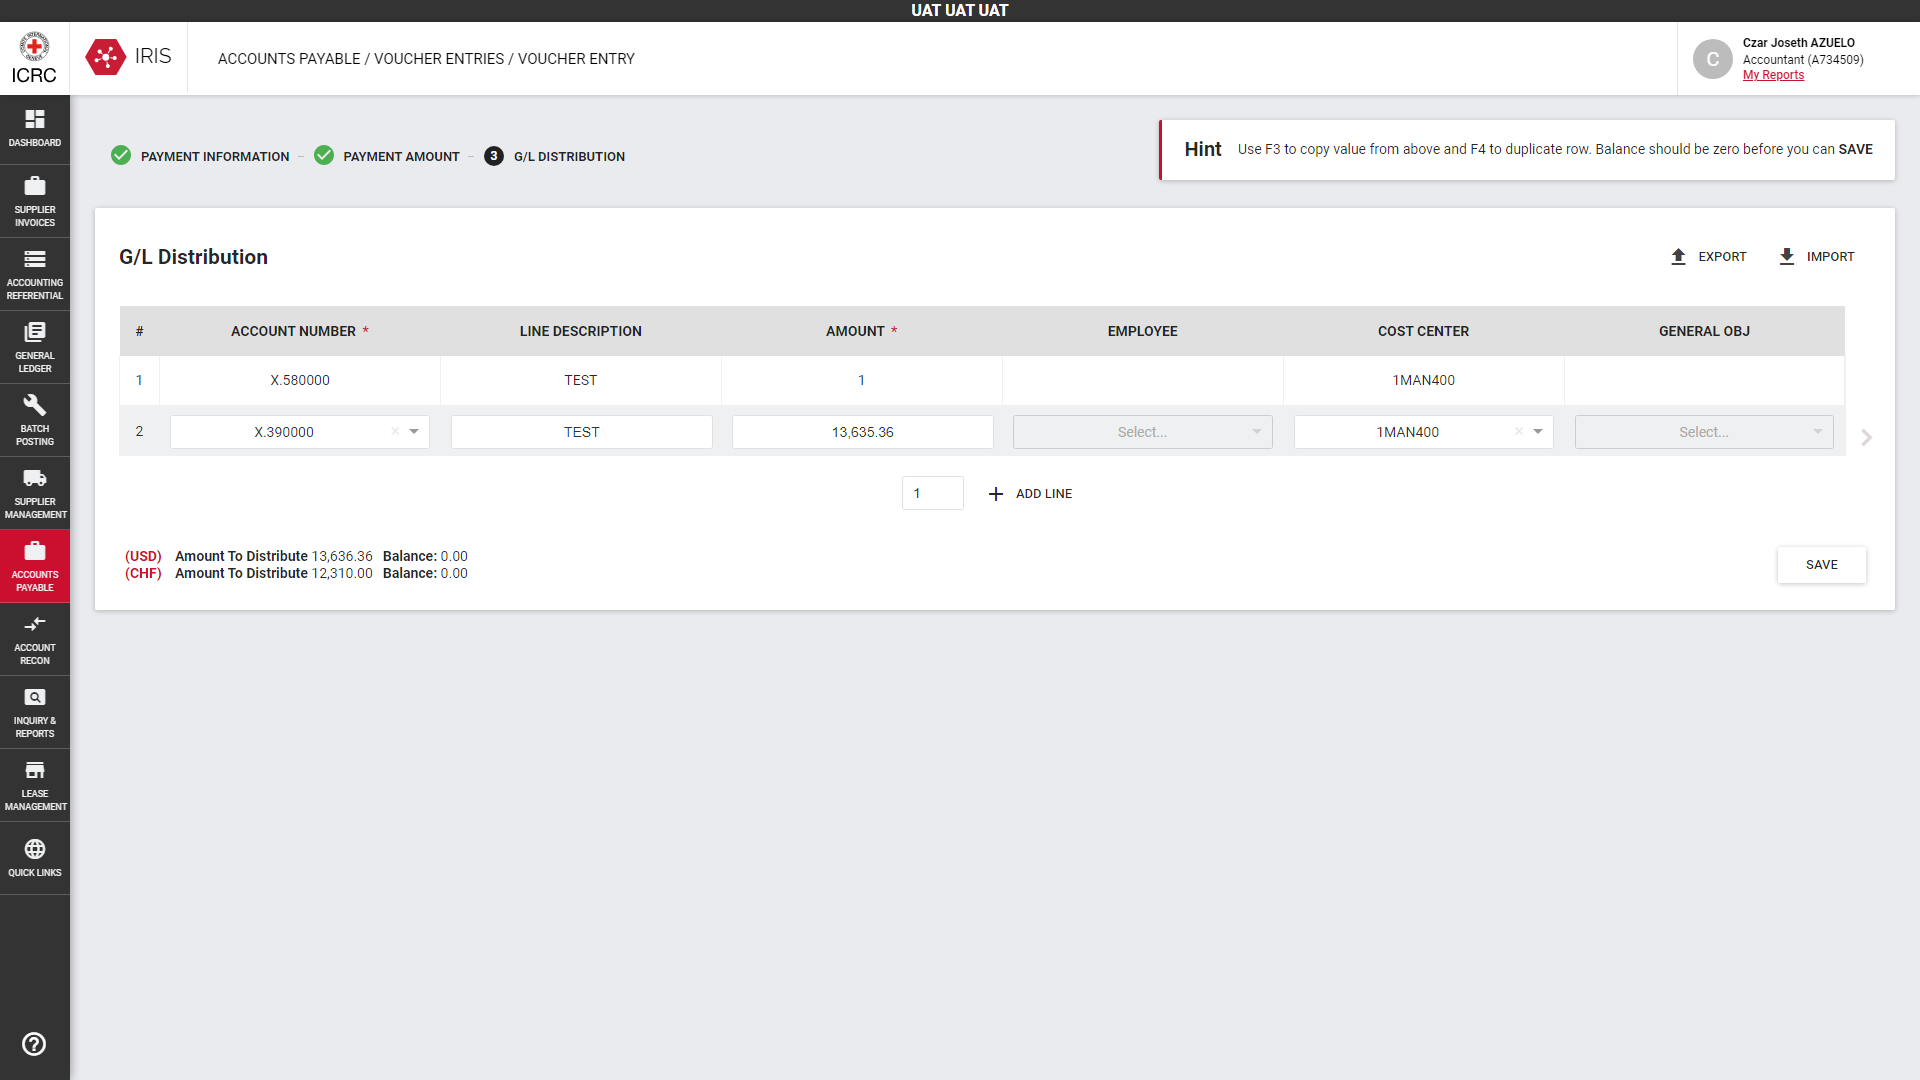 UAT UAT UAT
ICRC
IRIS
ACCOUNTS PAYABLE / VOUCHER ENTRIES / VOUCHER ENTRY
C
Czar Joseth AZUELO
Accountant (A734509)
My Reports
DASHBOARD
SUPPLIER
INVOICES
ACCOUNTING
REFERENTIAL
GENERAL
LEDGER
BATCH
POSTING
SUPPLIER
MANAGEMENT
ACCOUNTS
PAYABLE
ACCOUNT
RECON
INQUIRY &
REPORTS
LEASE
MANAGEMENT
QUICK LINKS
PAYMENT INFORMATION – PAYMENT AMOUNT – 3 G/L DISTRIBUTION
Hint Use F3 to copy value from above and F4 to duplicate row. Balance should be zero before you can SAVE
G/L Distribution
EXPORT IMPORT
# ACCOUNT NUMBER * LINE DESCRIPTION AMOUNT * EMPLOYEE COST CENTER GENERAL OBJ
1 X.580000 TEST 1 1MAN400
2 X.390000 × TEST 13,635.36 Select... 1MAN400 × Select...
1 + ADD LINE
(USD) Amount To Distribute 13,636.36 Balance: 0.00
(CHF) Amount To Distribute 12,310.00 Balance: 0.00
SAVE